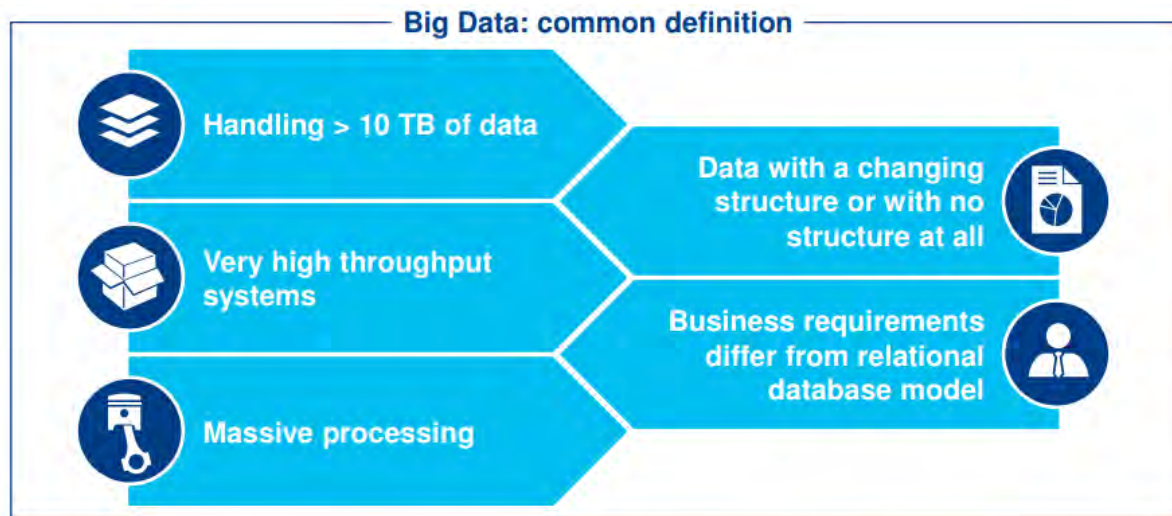 Big Data: common definition
Handling > 10 TB of data
Very high throughput
systems
Massive processing
Data with a changing
structure or with no
structure at all
Business requirements
differ from relational
database model